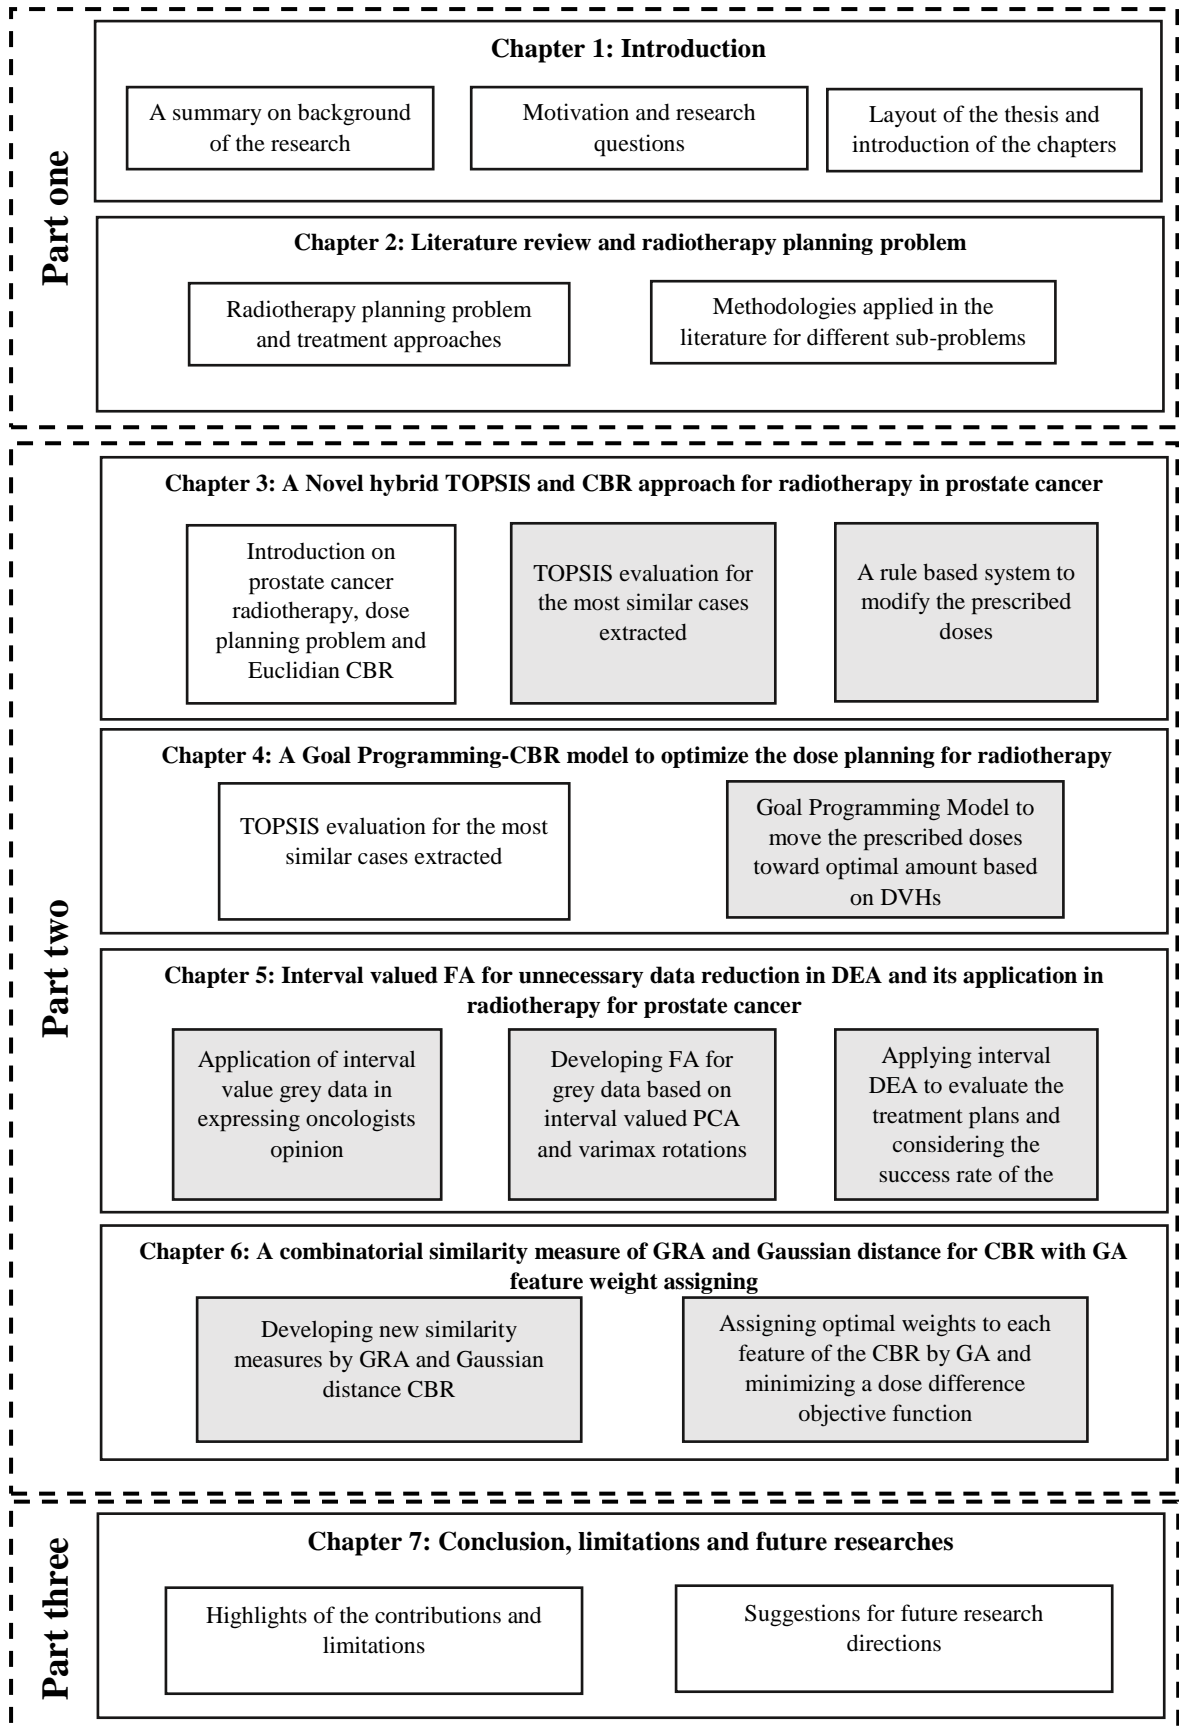 Part one
Chapter 1: Introduction
A summary on background
of the research
Motivation and research
questions
Layout of the thesis and
introduction of the chapters
Chapter 2: Literature review and radiotherapy planning problem
Radiotherapy planning problem
and treatment approaches
Methodologies applied in the
literature for different sub-problems
Part two
Chapter 3: A Novel hybrid TOPSIS and CBR approach for radiotherapy in prostate cancer
Introduction on
prostate cancer
radiotherapy, dose
planning problem and
Euclidian CBR
TOPSIS evaluation for
the most similar cases
extracted
A rule based system to
modify the prescribed
doses
Chapter 4: A Goal Programming-CBR model to optimize the dose planning for radiotherapy
TOPSIS evaluation for the most
similar cases extracted
Goal Programming Model to
move the prescribed doses
toward optimal amount based
on DVHs
Chapter 5: Interval valued FA for unnecessary data reduction in DEA and its application in
radiotherapy for prostate cancer
Application of interval
value grey data in
expressing oncologists
opinion
Developing FA for
grey data based on
interval valued PCA
and varimax rotations
Applying interval
DEA to evaluate the
treatment plans and
considering the
success rate of the
Chapter 6: A combinatorial similarity measure of GRA and Gaussian distance for CBR with GA
feature weight assigning
Developing new similarity
measures by GRA and Gaussian
distance CBR
Assigning optimal weights to each
feature of the CBR by GA and
minimizing a dose difference
objective function
Part three
Chapter 7: Conclusion, limitations and future researches
Highlights of the contributions and
limitations
Suggestions for future research
directions